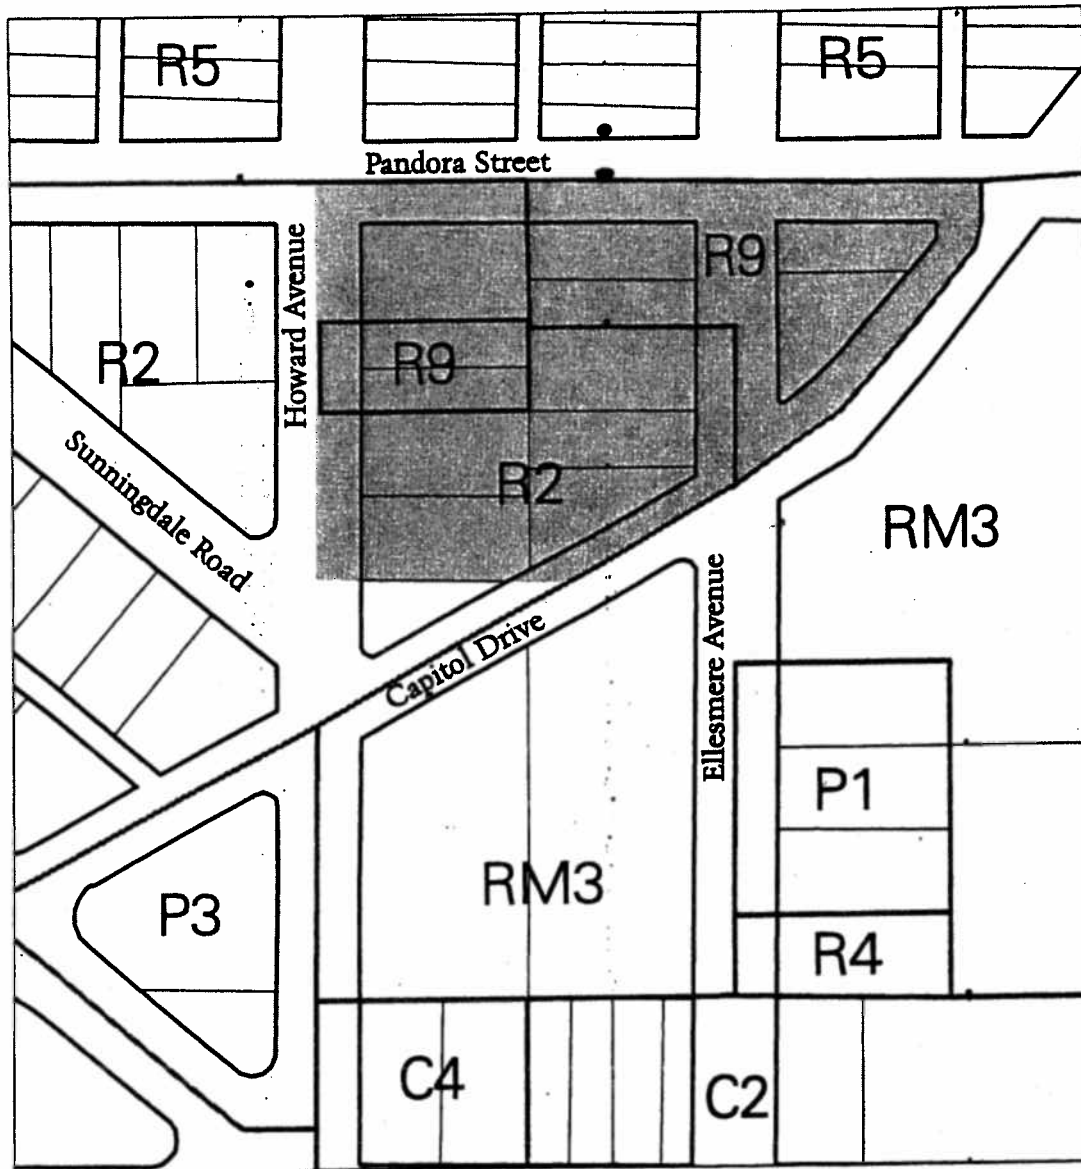 R5
R5
Pandora Street
R9
Howard Avenue
R2
R9
Sunningdale Road
R2
RM3
Capitol Drive
Ellesmere Avenue
P1
RM3
P3
R4
C4
C2